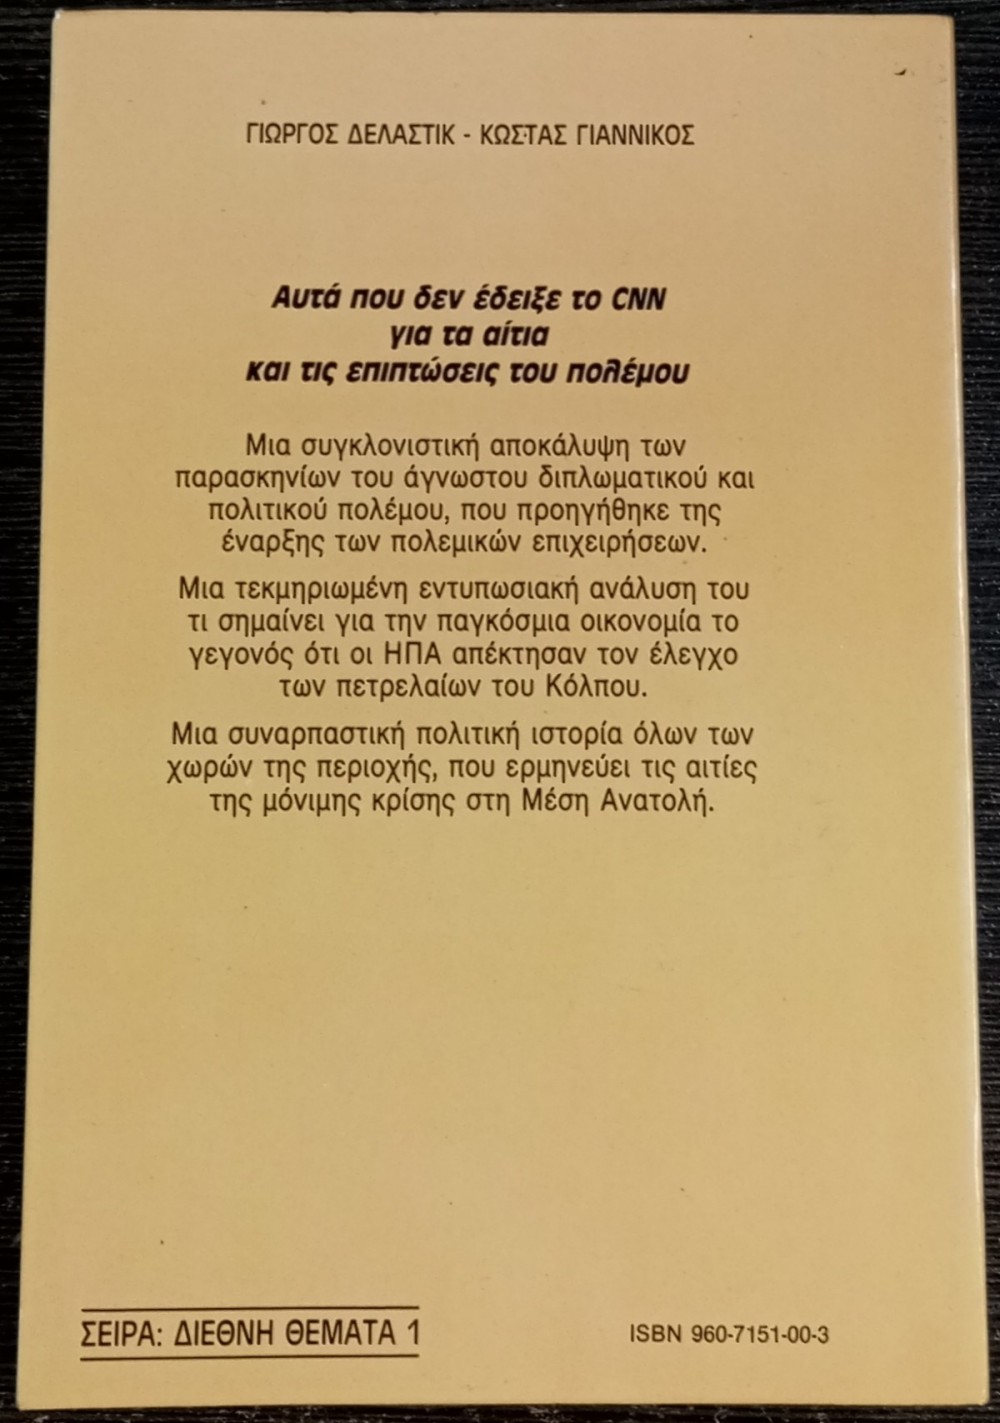 ΓΙΩΡΓΟΣ ΔΕΛΑΣΤΙΚ - ΚΩΣΤΑΣ ΓΙΑΝΝΙΚΟΣ
Αυτά που δεν έδειξε το CNN
για τα αίτια
και τις επιπτώσεις του πολέμου
Μια συγκλονιστική αποκάλυψη των
παρασκηνίων του άγνωστου διπλωματικού και
πολιτικού πολέμου, που προηγήθηκε της
έναρξης των πολεμικών επιχειρήσεων.
Μια τεκμηριωμένη εντυπωσιακή ανάλυση του
τι σημαίνει για την παγκόσμια οικονομία το
γεγονός ότι οι ΗΠΑ απέκτησαν τον έλεγχο
των πετρελαίων του Κόλπου.
Μια συναρπαστική πολιτική ιστορία όλων των
χωρών της περιοχής, που ερμηνεύει τις αιτίες
της μόνιμης κρίσης στη Μέση Ανατολή.
ΣΕΙΡΑ: ΔΙΕΘΝΗ ΘΕΜΑΤΑ 1
ISBN 960-7151-00-3